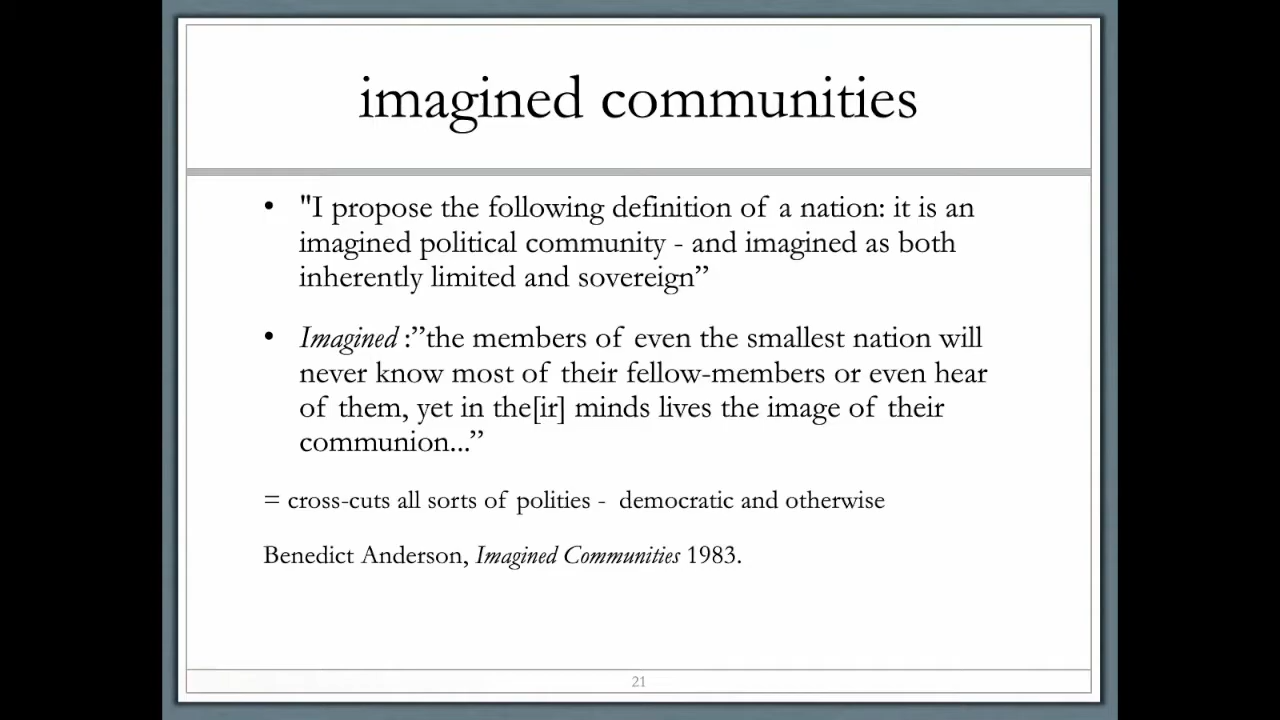 imagined communities
• "I propose the following definition of a nation: it is an
imagined political community - and imagined as both
inherently limited and sovereign”
• Imagined :”the members of even the smallest nation will
never know most of their fellow-members or even hear
of them, yet in the[ir] minds lives the image of their
communion...”
= cross-cuts all sorts of polities - democratic and otherwise
Benedict Anderson, Imagined Communities 1983.
21